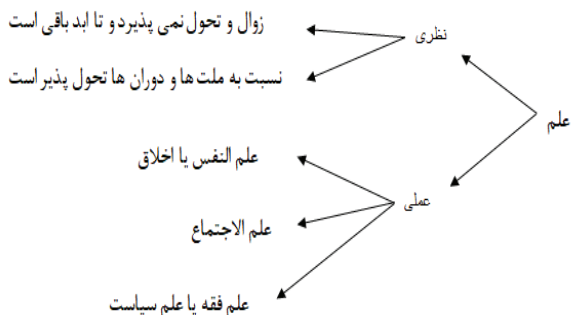 علم
نظری
زوال و تحول نمی پذیرد و تا ابد باقی است
نسبت به ملت ها و دوران ها تحول پذیر است
عملی
علم النفس یا اخلاق
علم الاجتماع
علم فقه یا علم سیاست